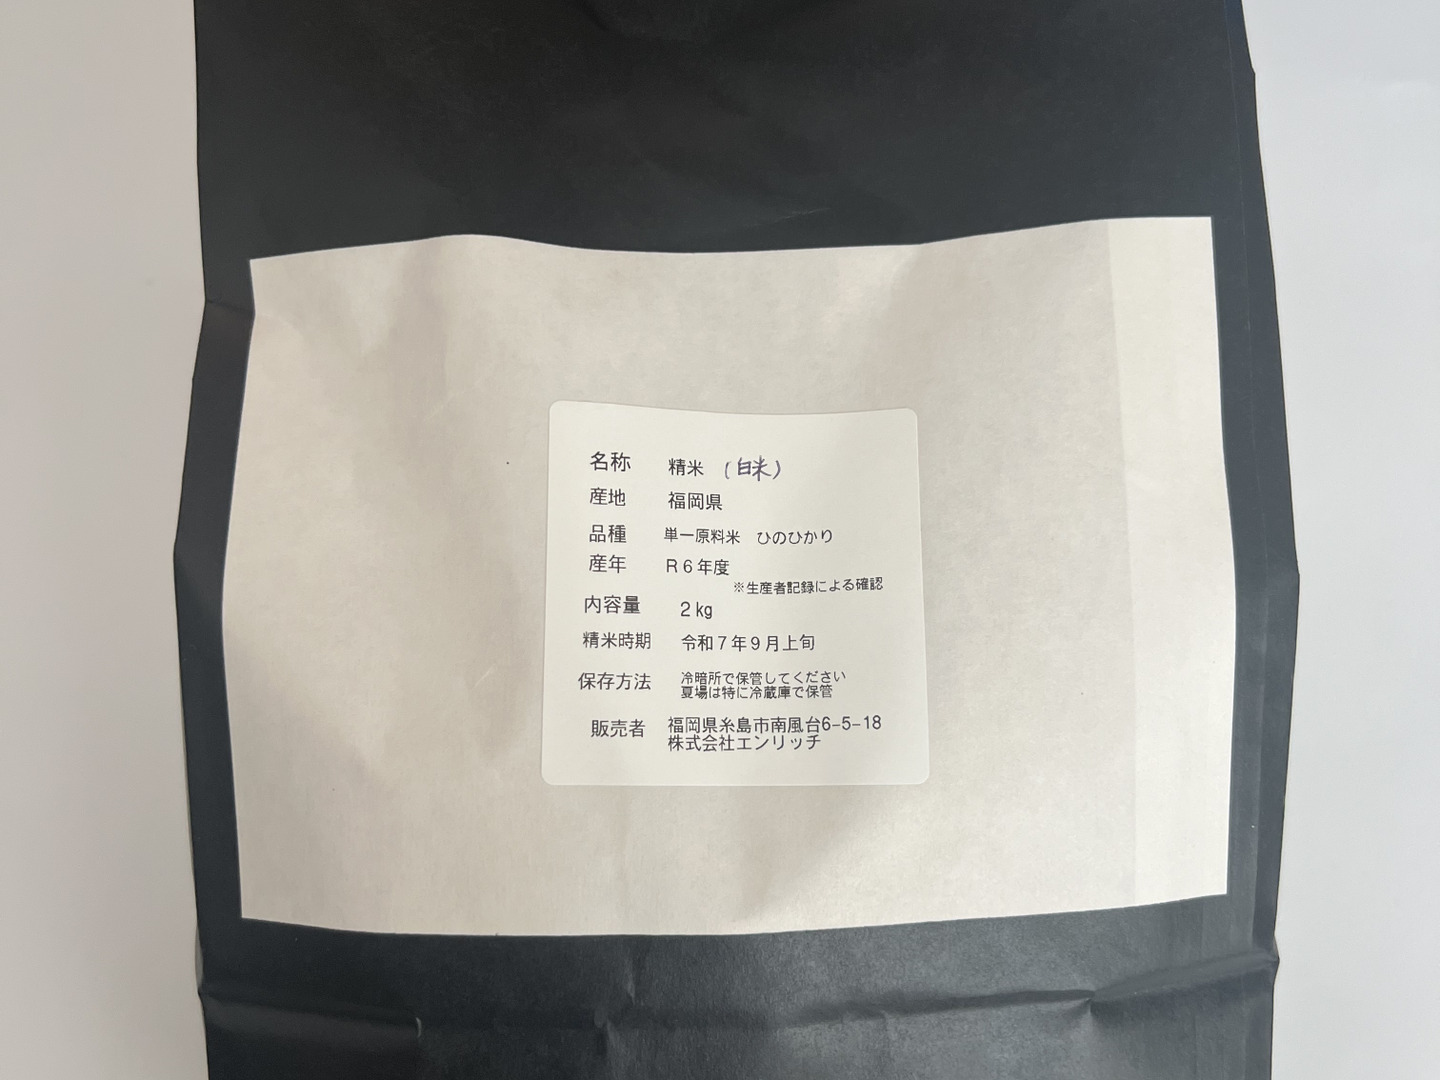 名称 精米 (白米)
産地 福岡県
品種 単一原料米 ひのひかり
産年 R6年度
※生産者記録による確認
内容量 2kg
精米時期 令和7年9月上旬
保存方法 冷暗所で保管してください
夏場は特に冷蔵庫で保管
販売者 福岡県糸島市南風台6-5-18
株式会社エンリッチ